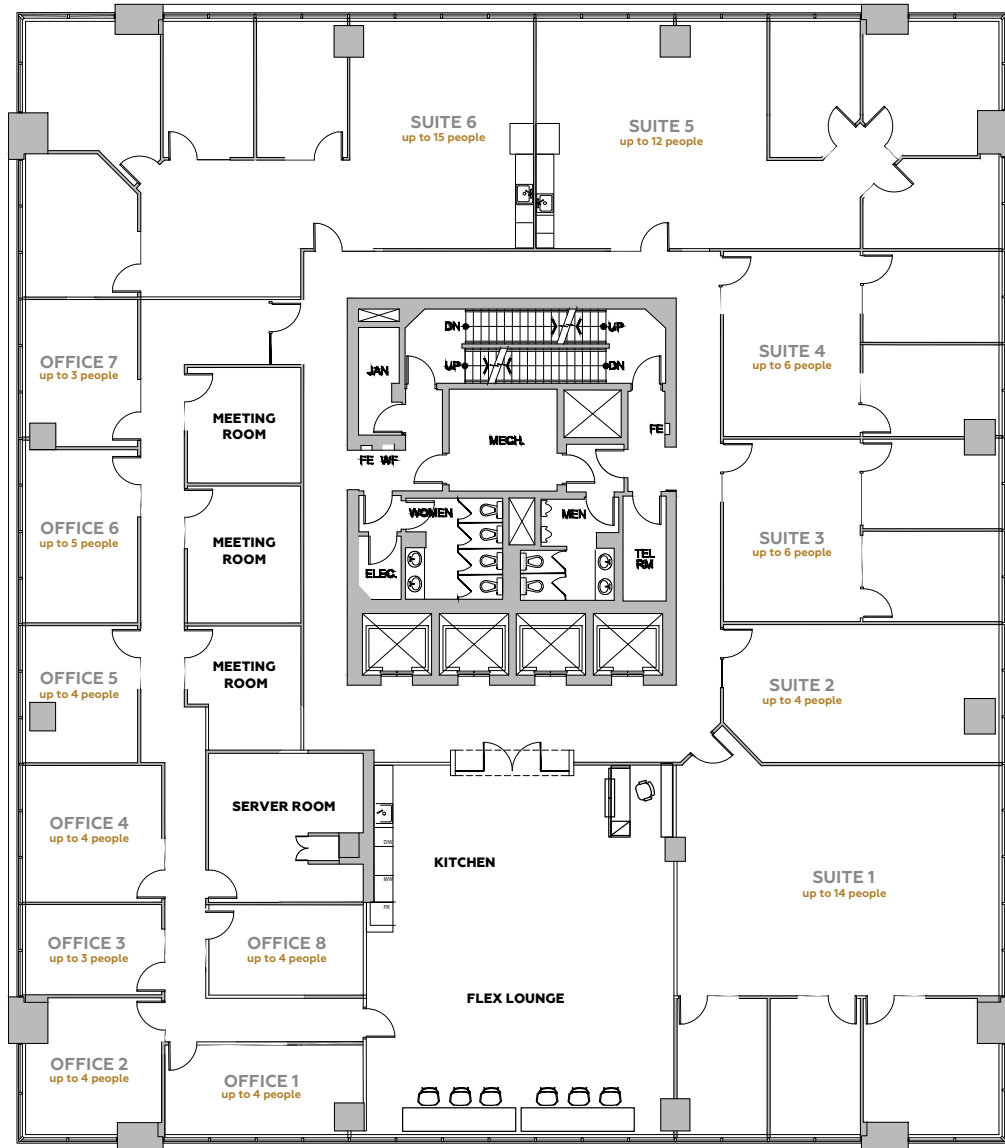 SUITE 6
up to 15 people
SUITE 5
up to 12 people
DN
UP
UP
DN
JAN
OFFICE 7
up to 3 people
SUITE 4
up to 6 people
MEETING
ROOM
MECH.
FE
FE WF
OFFICE 6
up to 5 people
MEETING
ROOM
WOMEN
MEN
SUITE 3
up to 6 people
ELEC.
TEL
RM
OFFICE 5
up to 4 people
MEETING
ROOM
SUITE 2
up to 4 people
SERVER ROOM
OFFICE 4
up to 4 people
D/W
KITCHEN
M/W
SUITE 1
up to 14 people
FR
OFFICE 3
up to 3 people
OFFICE 8
up to 4 people
FLEX LOUNGE
OFFICE 2
up to 4 people
OFFICE 1
up to 4 people